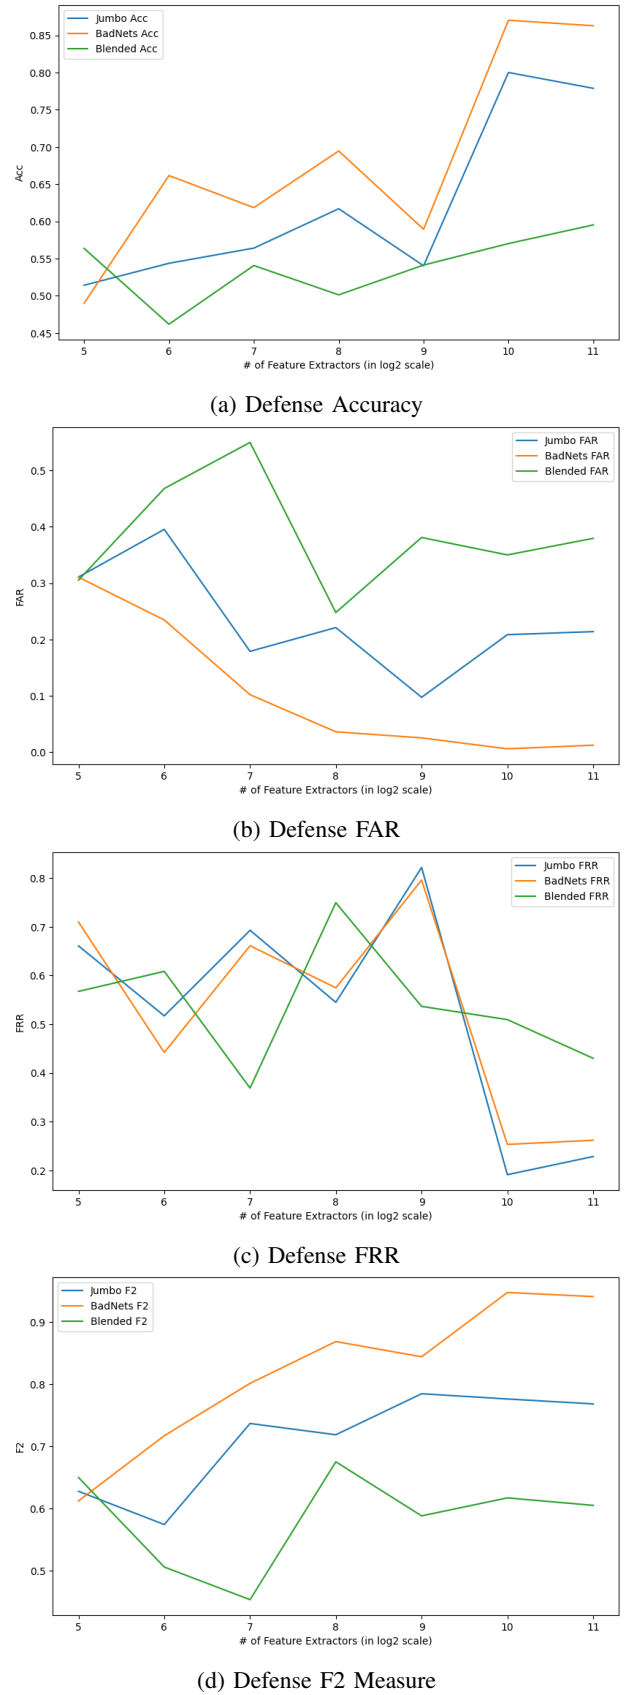 Jumbo Acc
BadNets Acc
Blended Acc
0.85
0.80
0.75
0.70
0.65
0.60
0.55
0.50
0.45
Acc
5 6 7 8 9 10 11
# of Feature Extractors (in log2 scale)
(a) Defense Accuracy
Jumbo FAR
BadNets FAR
Blended FAR
0.5
0.4
0.3
0.2
0.1
0.0
FAR
5 6 7 8 9 10 11
# of Feature Extractors (in log2 scale)
(b) Defense FAR
Jumbo FRR
BadNets FRR
Blended FRR
0.8
0.7
0.6
0.5
0.4
0.3
0.2
FRR
5 6 7 8 9 10 11
# of Feature Extractors (in log2 scale)
(c) Defense FRR
Jumbo F2
BadNets F2
Blended F2
0.9
0.8
0.7
0.6
0.5
F2
5 6 7 8 9 10 11
# of Feature Extractors (in log2 scale)
(d) Defense F2 Measure